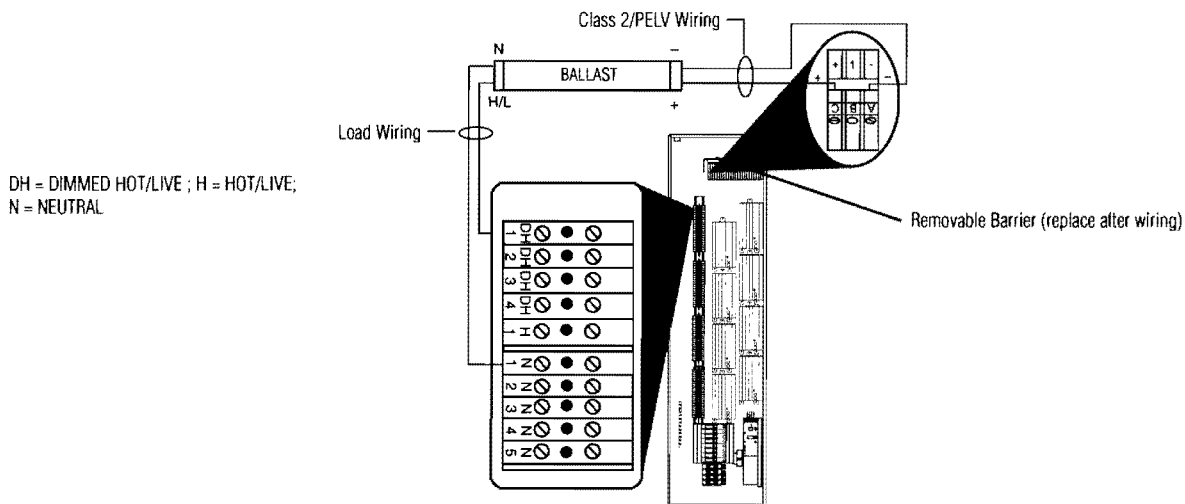 Class 2/PELV Wiring
N
−
BALLAST
H/L
+
Load Wiring
+ 1 -
+ −
C B A
DH = DIMMED HOT/LIVE ; H = HOT/LIVE;
N = NEUTRAL
Removable Barrier (replace after wiring)
1 DH
2 DH
3 DH
4 DH
1 H
1 N
2 N
3 N
4 N
5 N